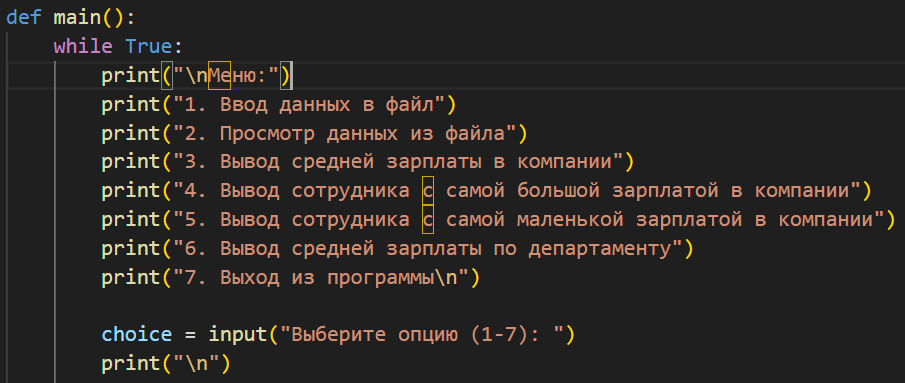 def main():
    while True:
        print("\nМеню:")
        print("1. Ввод данных в файл")
        print("2. Просмотр данных из файла")
        print("3. Вывод средней зарплаты в компании")
        print("4. Вывод сотрудника с самой большой зарплатой в компании")
        print("5. Вывод сотрудника с самой маленькой зарплатой в компании")
        print("6. Вывод средней зарплаты по департаменту")
        print("7. Выход из программы\n")
        choice = input("Выберите опцию (1-7): ")
        print("\n")